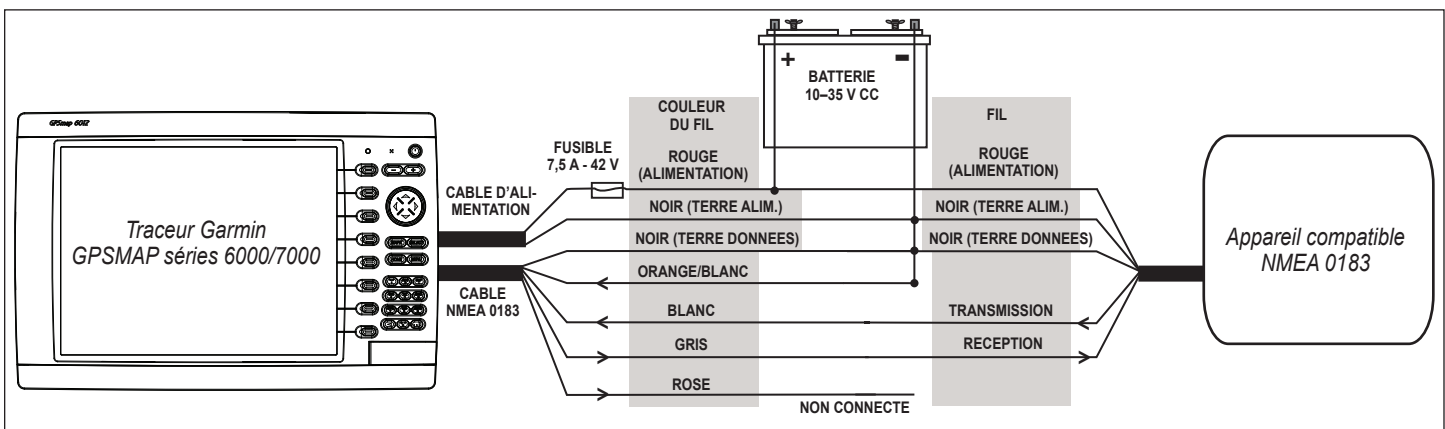 GPSmap 6012
Traceur Garmin
GPSMAP séries 6000/7000
CABLE D'ALI-
MENTATION
CABLE
NMEA 0183
FUSIBLE
7,5 A - 42 V
COULEUR
DU FIL
ROUGE
(ALIMENTATION)
NOIR (TERRE ALIM.)
NOIR (TERRE DONNEES)
ORANGE/BLANC
BLANC
GRIS
ROSE
+
-
BATTERIE
10–35 V CC
NON CONNECTE
FIL
ROUGE
(ALIMENTATION)
NOIR (TERRE ALIM.)
NOIR (TERRE DONNEES)
TRANSMISSION
RECEPTION
Appareil compatible
NMEA 0183